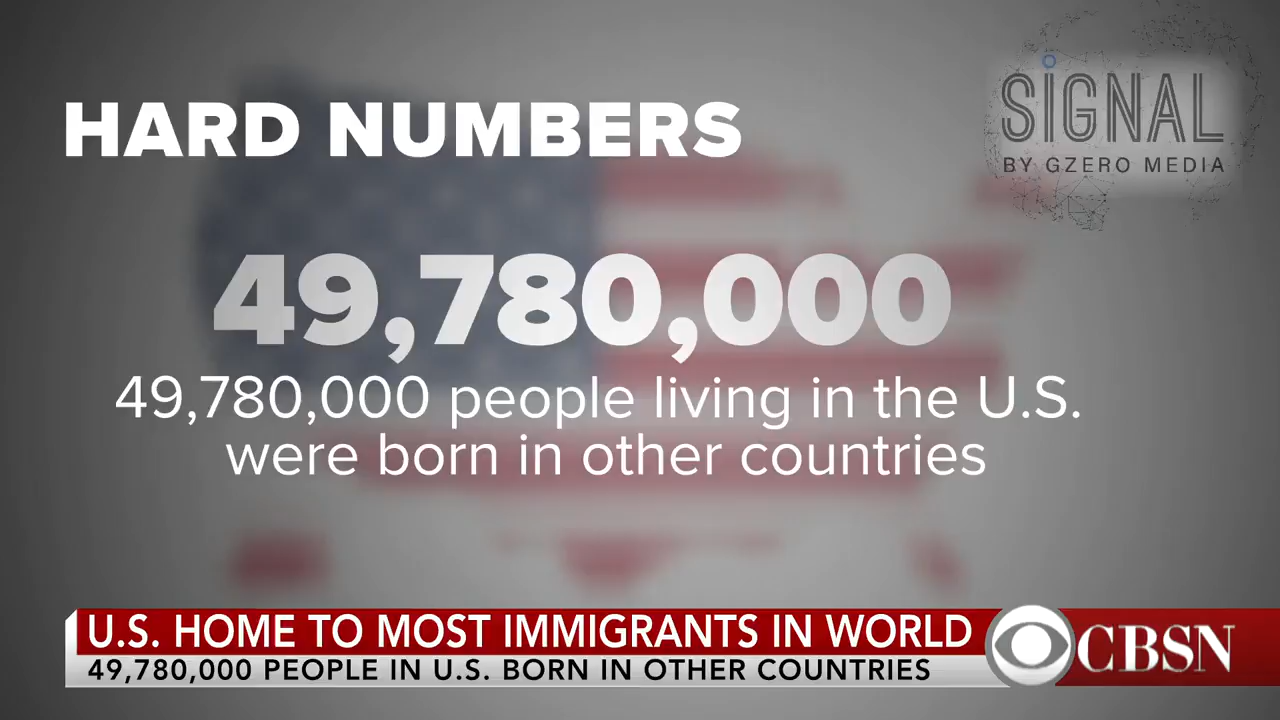 HARD NUMBERS
SIGNAL
BY GZERO MEDIA
49,780,000
49,780,000 people living in the U.S.
were born in other countries
U.S. HOME TO MOST IMMIGRANTS IN WORLD
49,780,000 PEOPLE IN U.S. BORN IN OTHER COUNTRIES
CBSN